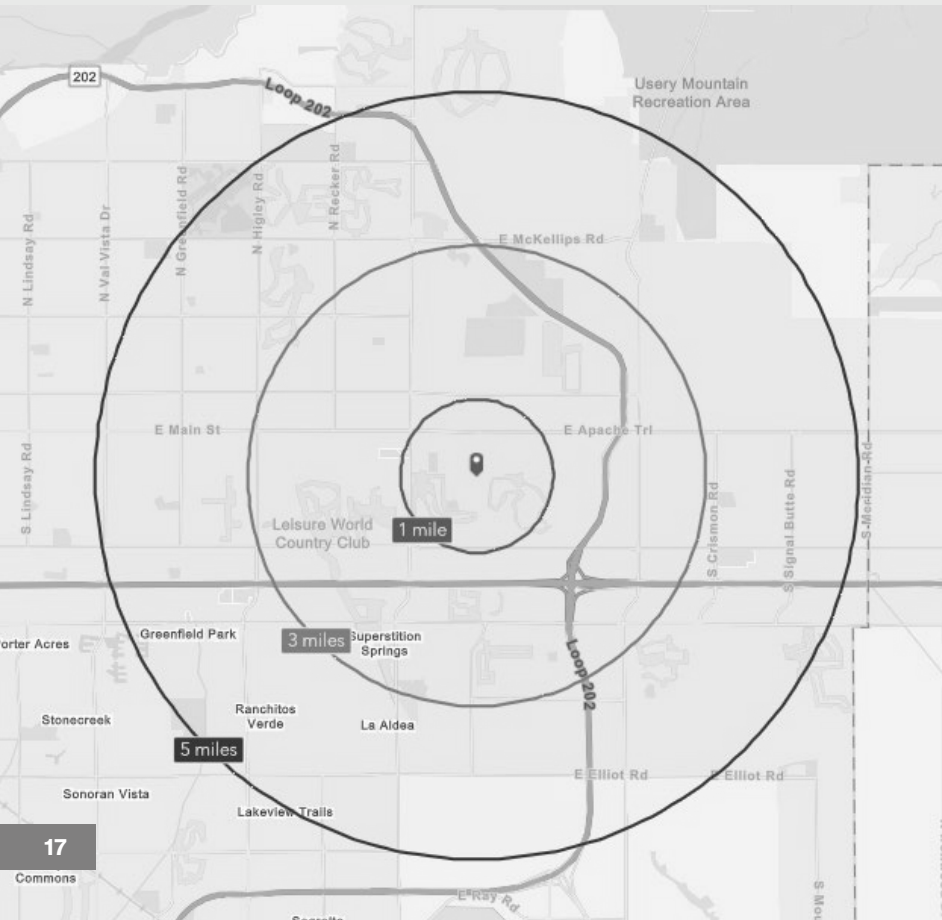 202
Loop 202
Usery Mountain
Recreation Area
N Lindsay Rd
N Val Vista Dr
N Greenfield Rd
N Higley Rd
N Recker Rd
E McKellips Rd
E Main St
E Apache Trl
S Lindsay Rd
Leisure World
Country Club
1 mile
S Crismon Rd
S Signal Butte Rd
S Meridian Rd
orter Acres
Greenfield Park
3 miles
Superstition
Springs
Loop 202
Stonecreek
Ranchitos
Verde
La Aldea
5 miles
E Elliot Rd
E Elliot Rd
Sonoran Vista
Lakeview Trails
17
Commons
E Ray Rd